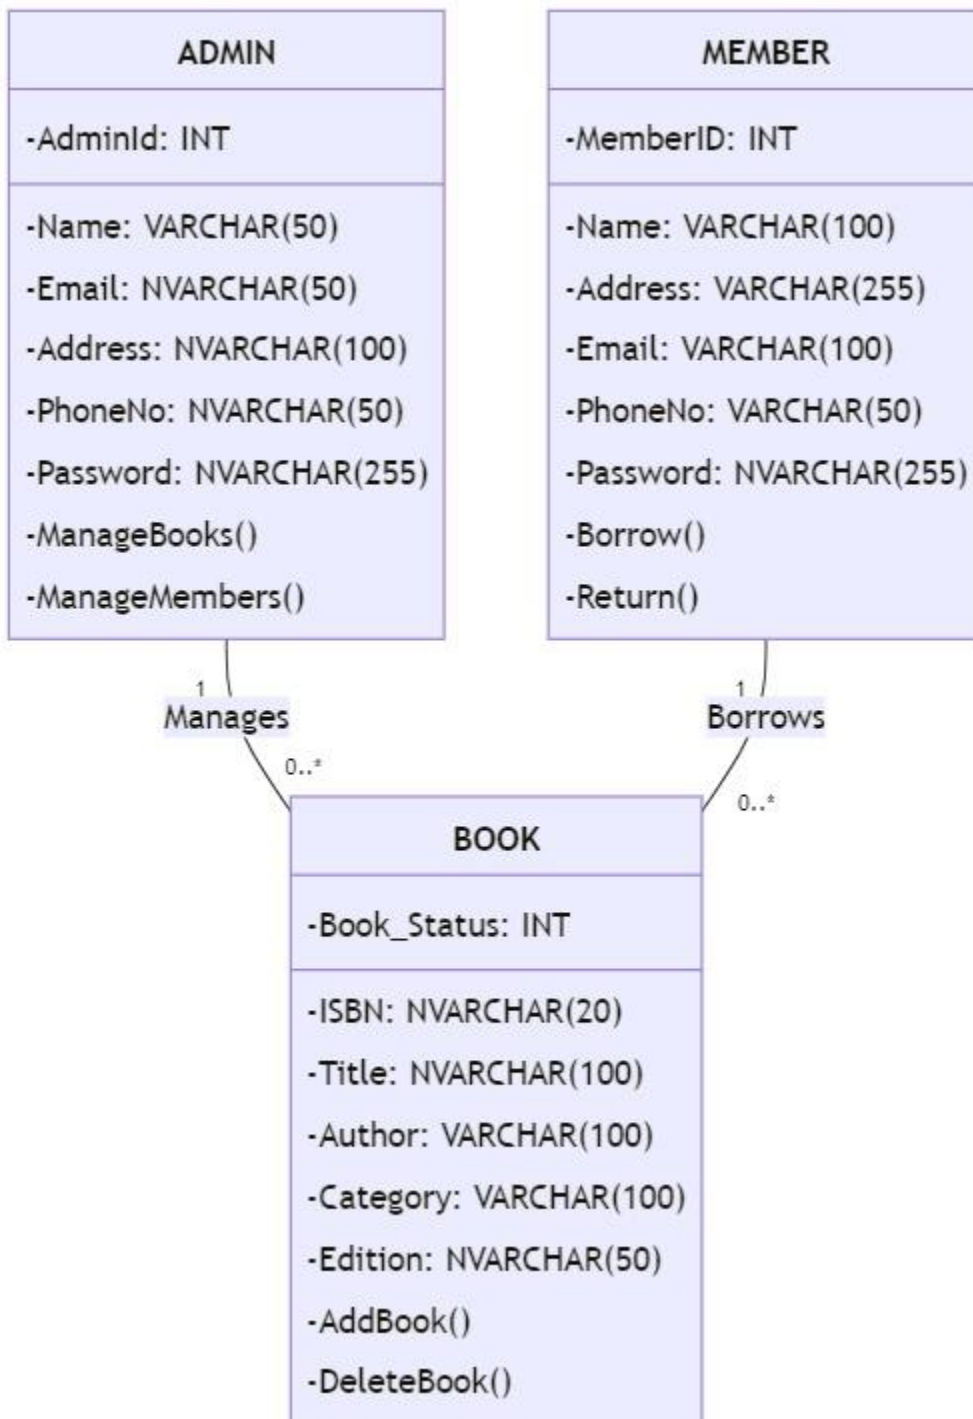 ADMIN
-AdminId: INT
-Name: VARCHAR(50)
-Email: NVARCHAR(50)
-Address: NVARCHAR(100)
-PhoneNo: NVARCHAR(50)
-Password: NVARCHAR(255)
-ManageBooks()
-ManageMembers()
MEMBER
-MemberID: INT
-Name: VARCHAR(100)
-Address: VARCHAR(255)
-Email: VARCHAR(100)
-PhoneNo: VARCHAR(50)
-Password: NVARCHAR(255)
-Borrow()
-Return()
1
Manages
0..*
1
Borrows
0..*
BOOK
-Book_Status: INT
-ISBN: NVARCHAR(20)
-Title: NVARCHAR(100)
-Author: VARCHAR(100)
-Category: VARCHAR(100)
-Edition: NVARCHAR(50)
-AddBook()
-DeleteBook()